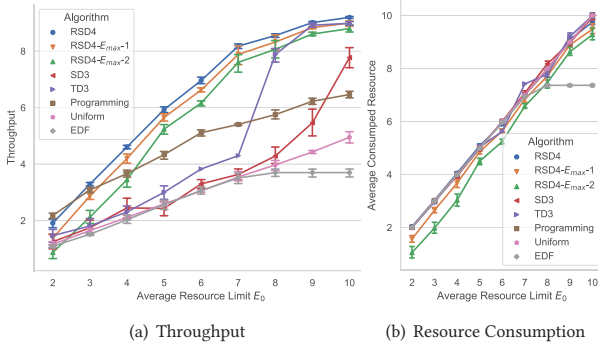 Algorithm
RSD4
RSD4-E_max-1
RSD4-E_max-2
SD3
TD3
Programming
Uniform
EDF
Throughput
8
6
4
2
2 3 4 5 6 7 8 9 10
Average Resource Limit E_0
(a) Throughput
Average Consumed Resource
10
8
6
4
2
Algorithm
RSD4
RSD4-E_max-1
RSD4-E_max-2
SD3
TD3
Programming
Uniform
EDF
2 3 4 5 6 7 8 9 10
Average Resource Limit E_0
(b) Resource Consumption